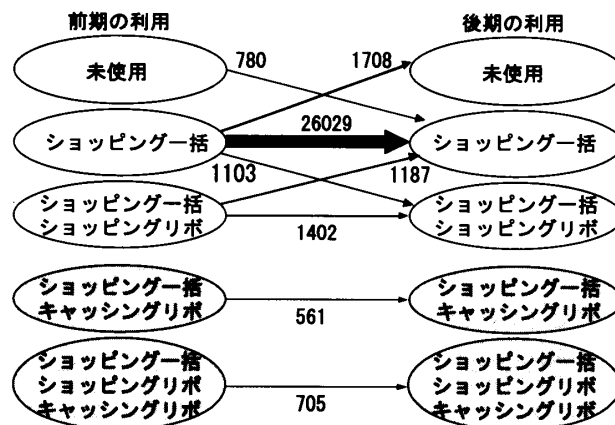 前期の利用
後期の利用
未使用
780
1708
未使用
ショッピング一括
26029
ショッピング一括
1103
1187
ショッピング一括
ショッピングリボ
1402
ショッピング一括
ショッピングリボ
ショッピング一括
キャッシングリボ
561
ショッピング一括
キャッシングリボ
ショッピング一括
ショッピングリボ
キャッシングリボ
705
ショッピング一括
ショッピングリボ
キャッシングリボ